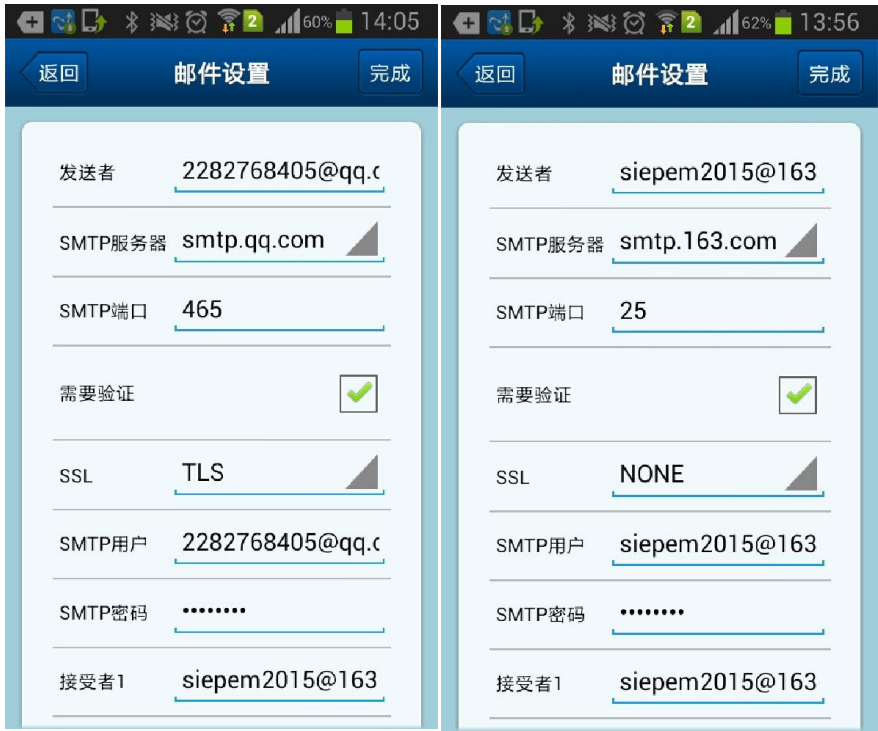 2 60% 14:05
返回 邮件设置 完成
发送者 2282768405@qq.c
SMTP服务器 smtp.qq.com
SMTP端口 465
需要验证
SSL TLS
SMTP用户 2282768405@qq.c
SMTP密码 ••••••••
接受者1 siepem2015@163
2 62% 13:56
返回 邮件设置 完成
发送者 siepem2015@163
SMTP服务器 smtp.163.com
SMTP端口 25
需要验证
SSL NONE
SMTP用户 siepem2015@163
SMTP密码 ••••••••
接受者1 siepem2015@163